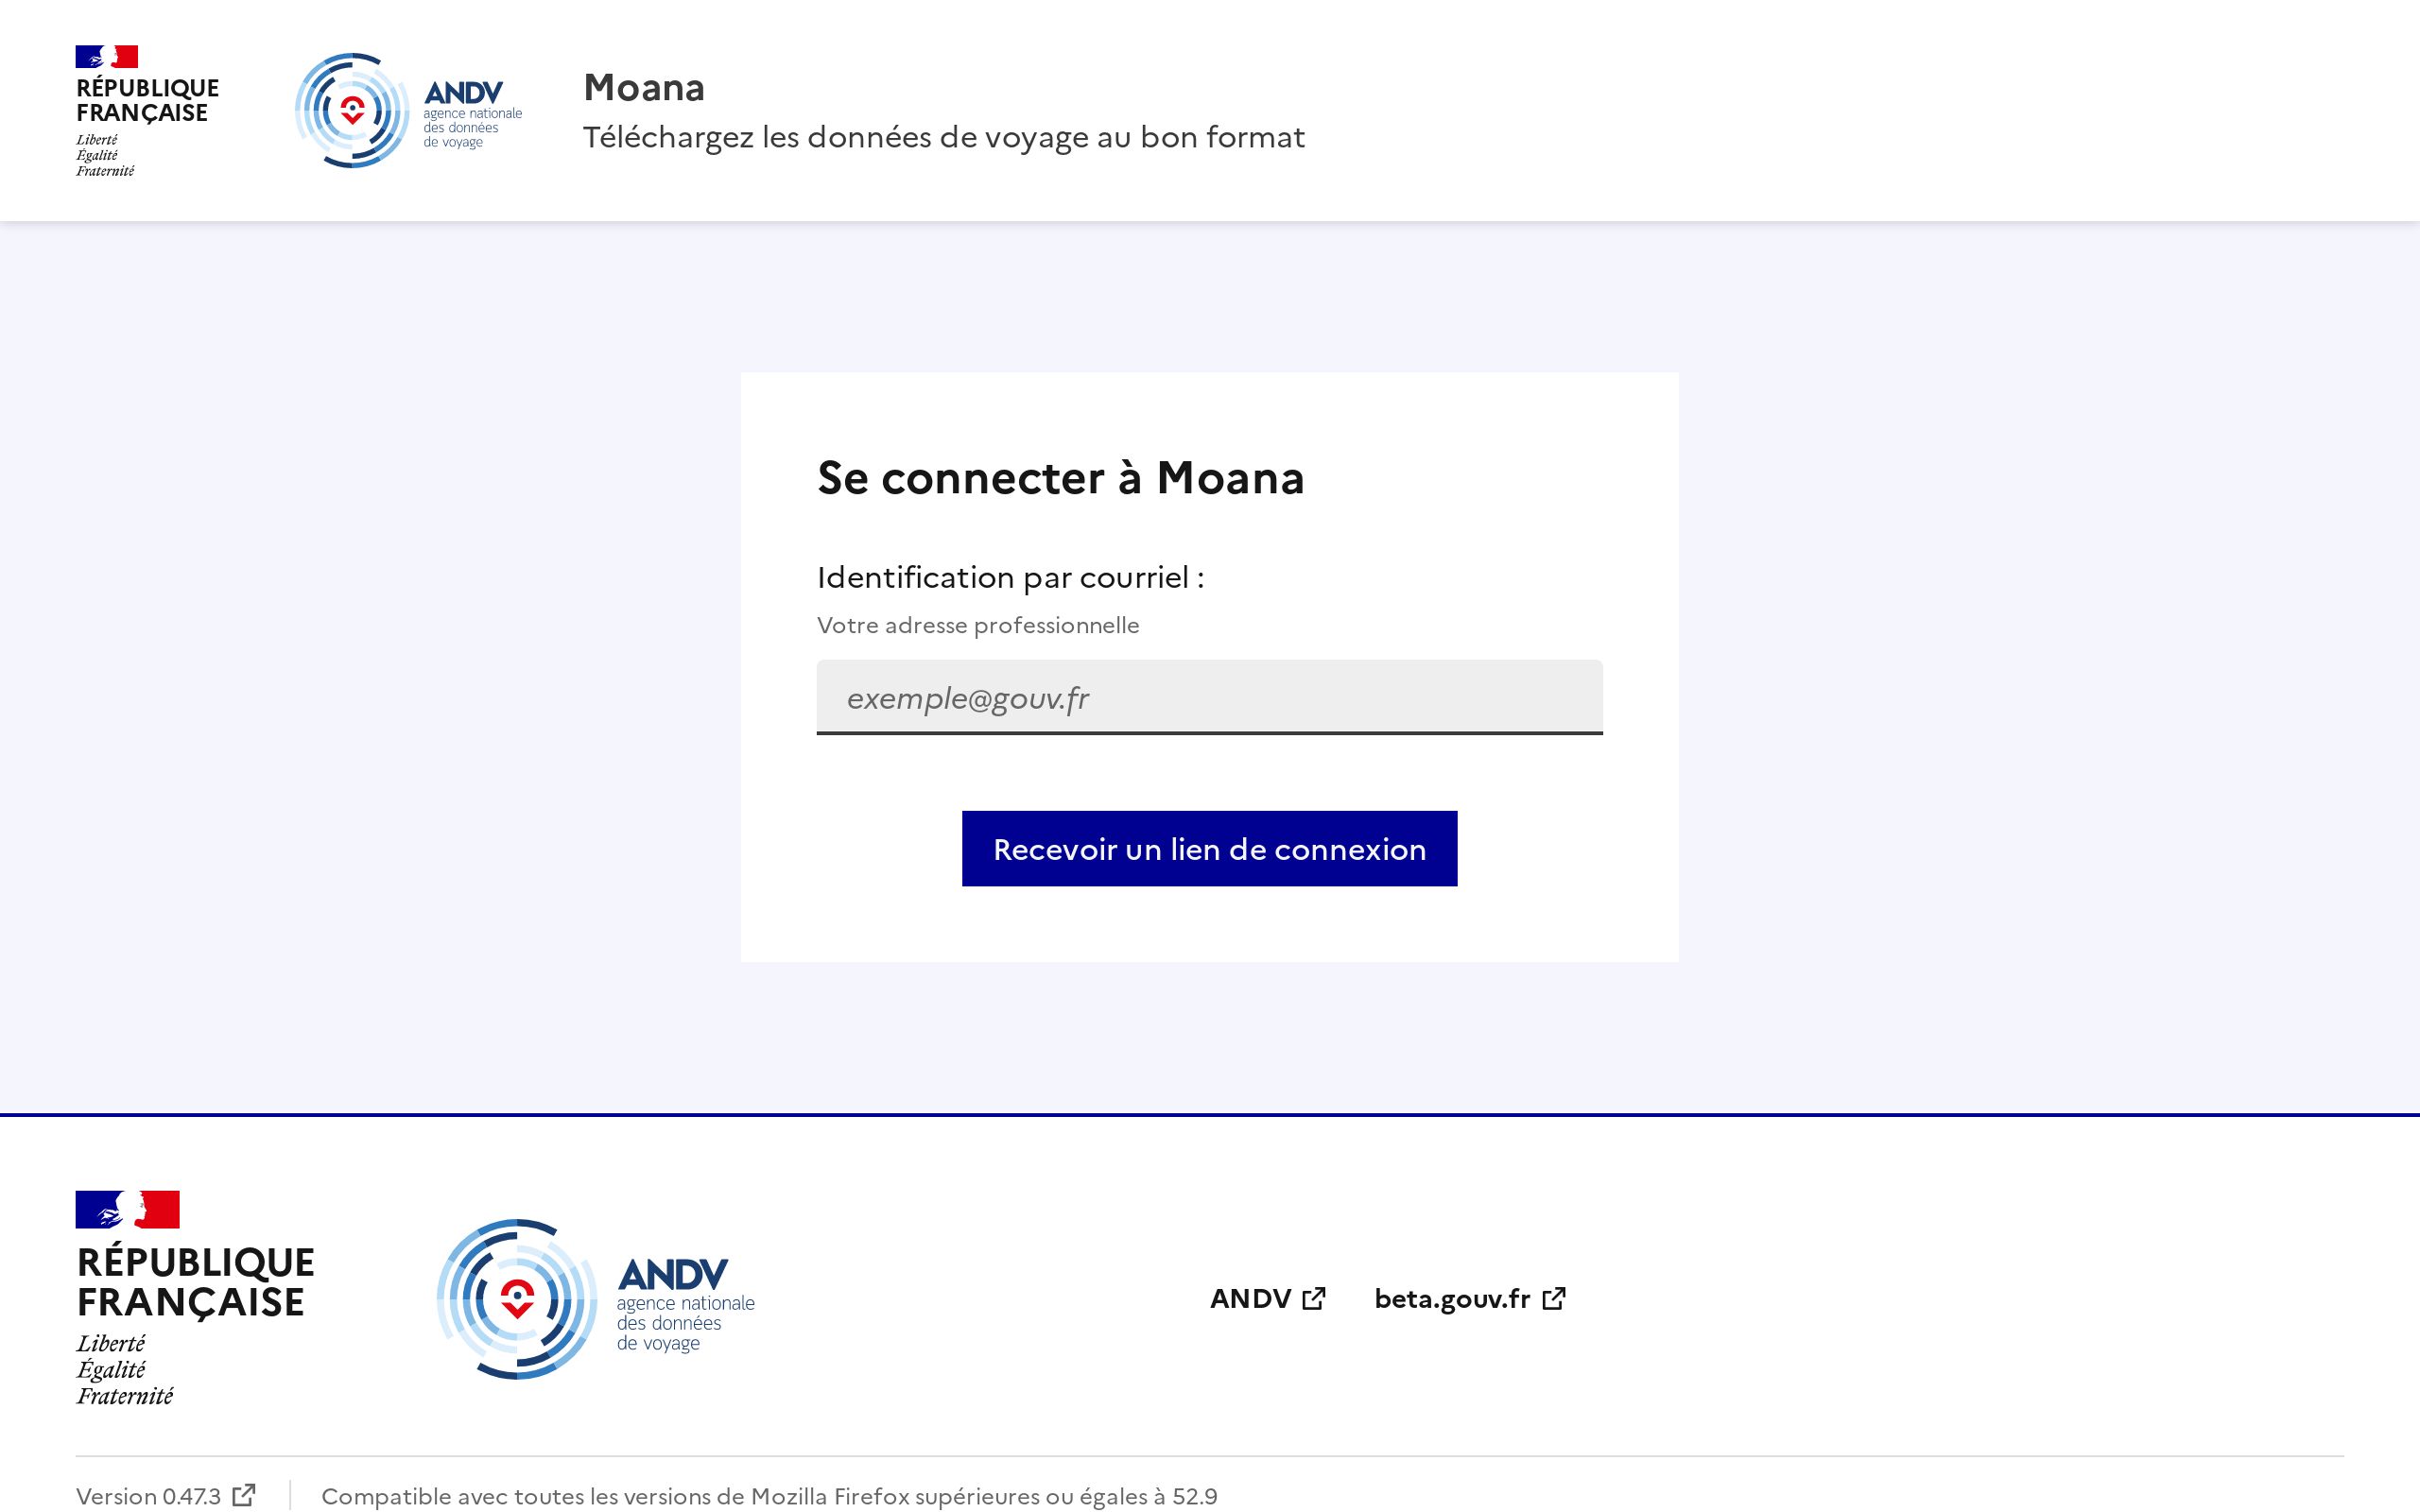 RÉPUBLIQUE
FRANÇAISE
Liberté
Égalité
Fraternité
ANDV
agence nationale
des données
de voyage
Moana
Téléchargez les données de voyage au bon format
Se connecter à Moana
Identification par courriel :
Votre adresse professionnelle
exemple@gouv.fr
Recevoir un lien de connexion
RÉPUBLIQUE
FRANÇAISE
Liberté
Égalité
Fraternité
ANDV
agence nationale
des données
de voyage
ANDV
beta.gouv.fr
Version 0.47.3
Compatible avec toutes les versions de Mozilla Firefox supérieures ou égales à 52.9